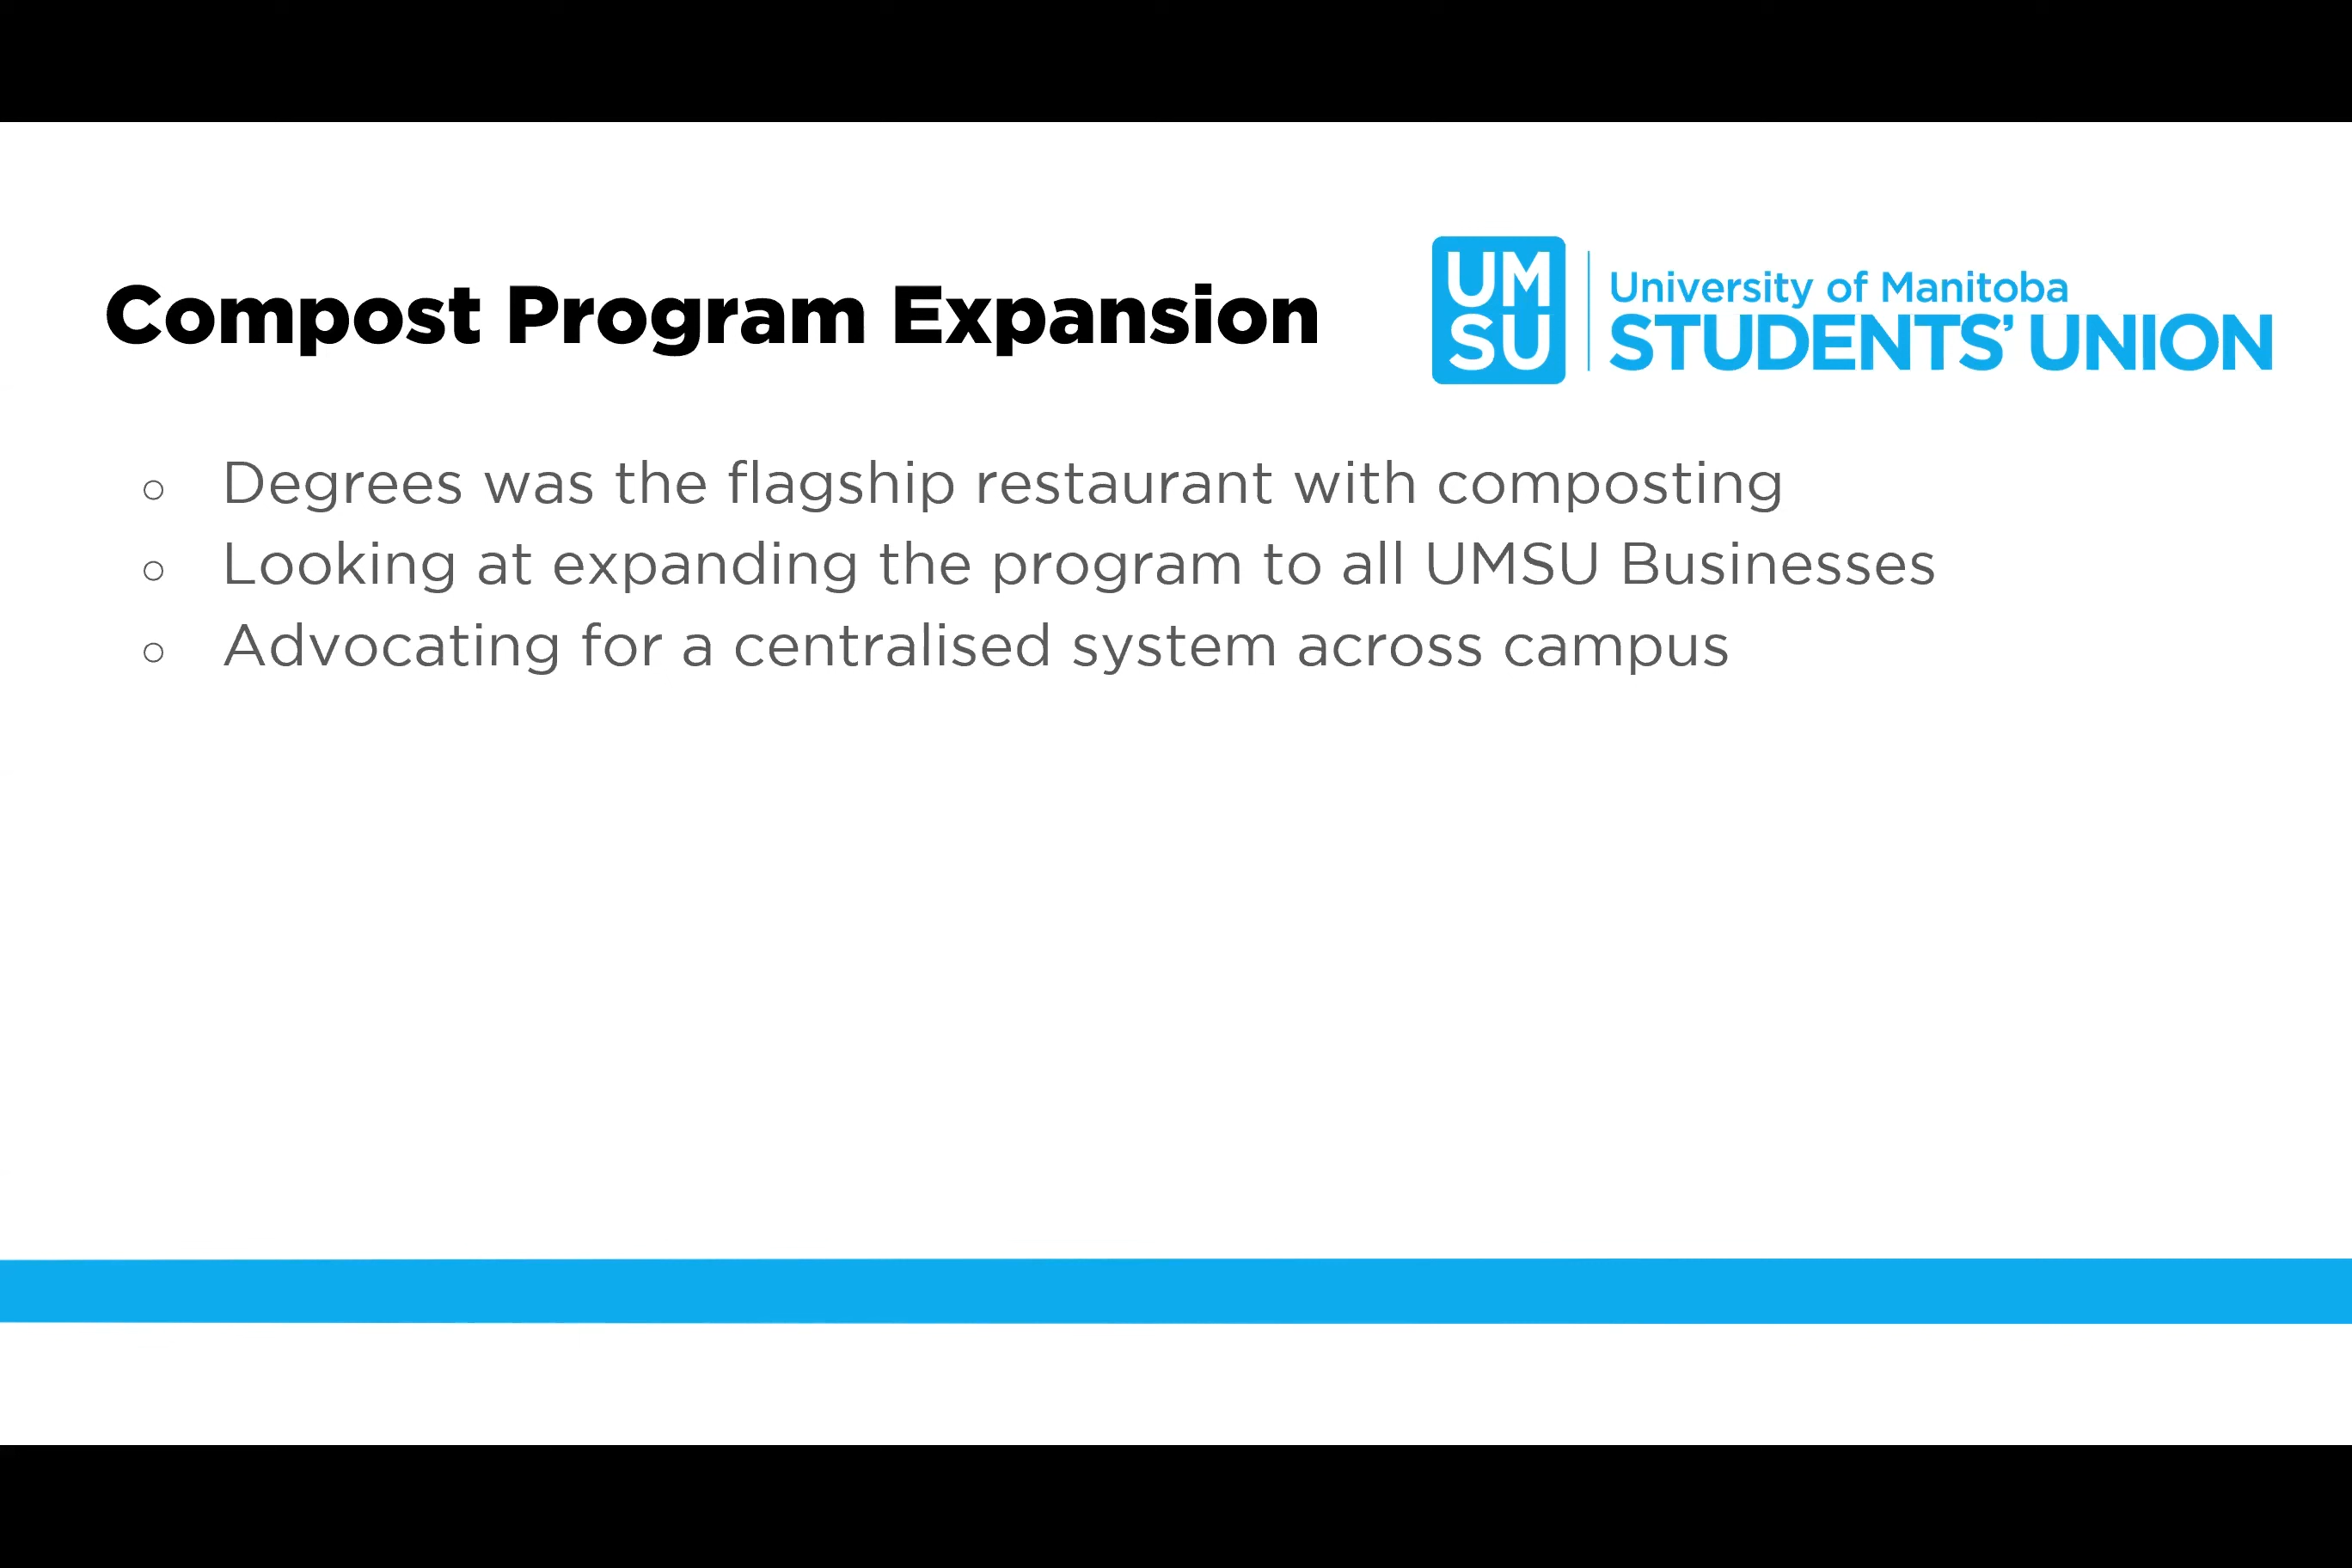 Compost Program Expansion
UM
SU
University of Manitoba
STUDENTS' UNION
Degrees was the flagship restaurant with composting
Looking at expanding the program to all UMSU Businesses
Advocating for a centralised system across campus